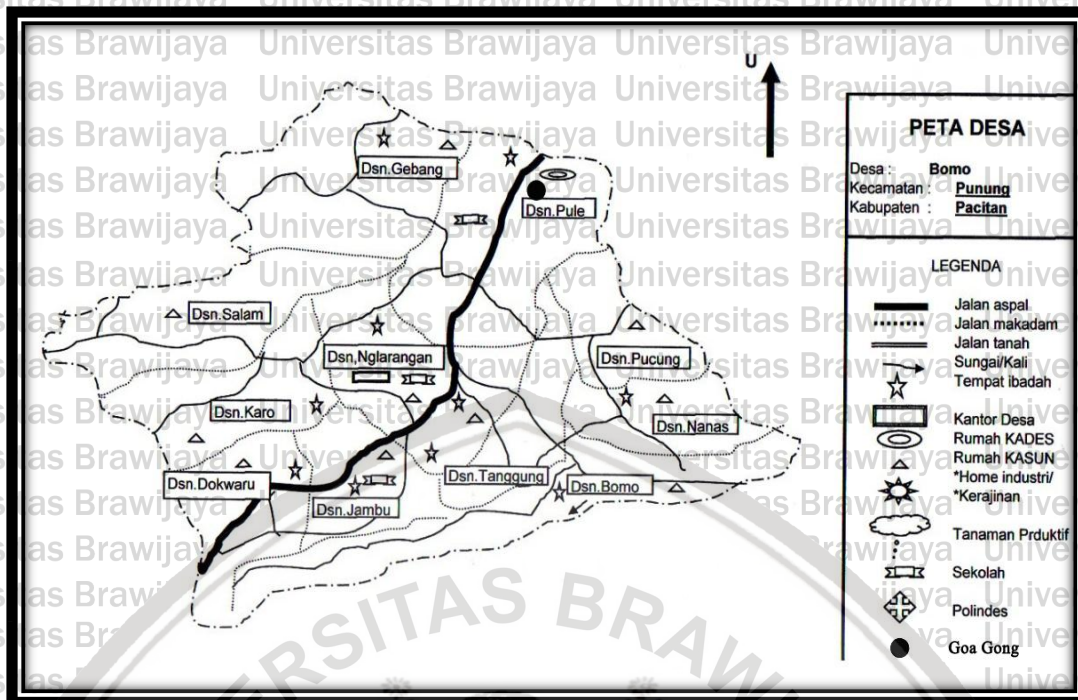 U
PETA DESA
Desa : Bomo
Kecamatan : Punung
Kabupaten : Pacitan
LEGENDA
Jalan aspal
Jalan makadam
Jalan tanah
Sungai/Kali
Tempat ibadah
Kantor Desa
Rumah KADES
Rumah KASUN
*Home industri/
*Kerajinan
Tanaman Prduktif
Sekolah
Polindes
Goa Gong
Dsn.Gebang
Dsn.Pule
Dsn.Salam
Dsn,Nglarangan
Dsn.Pucung
Dsn.Karo
Dsn.Nanas
Dsn.Dokwaru
Dsn.Tanggung
Dsn.Bomo
Dsn.Jambu
Universitas Brawijaya
UNIVERSITAS BRAWIJAYA